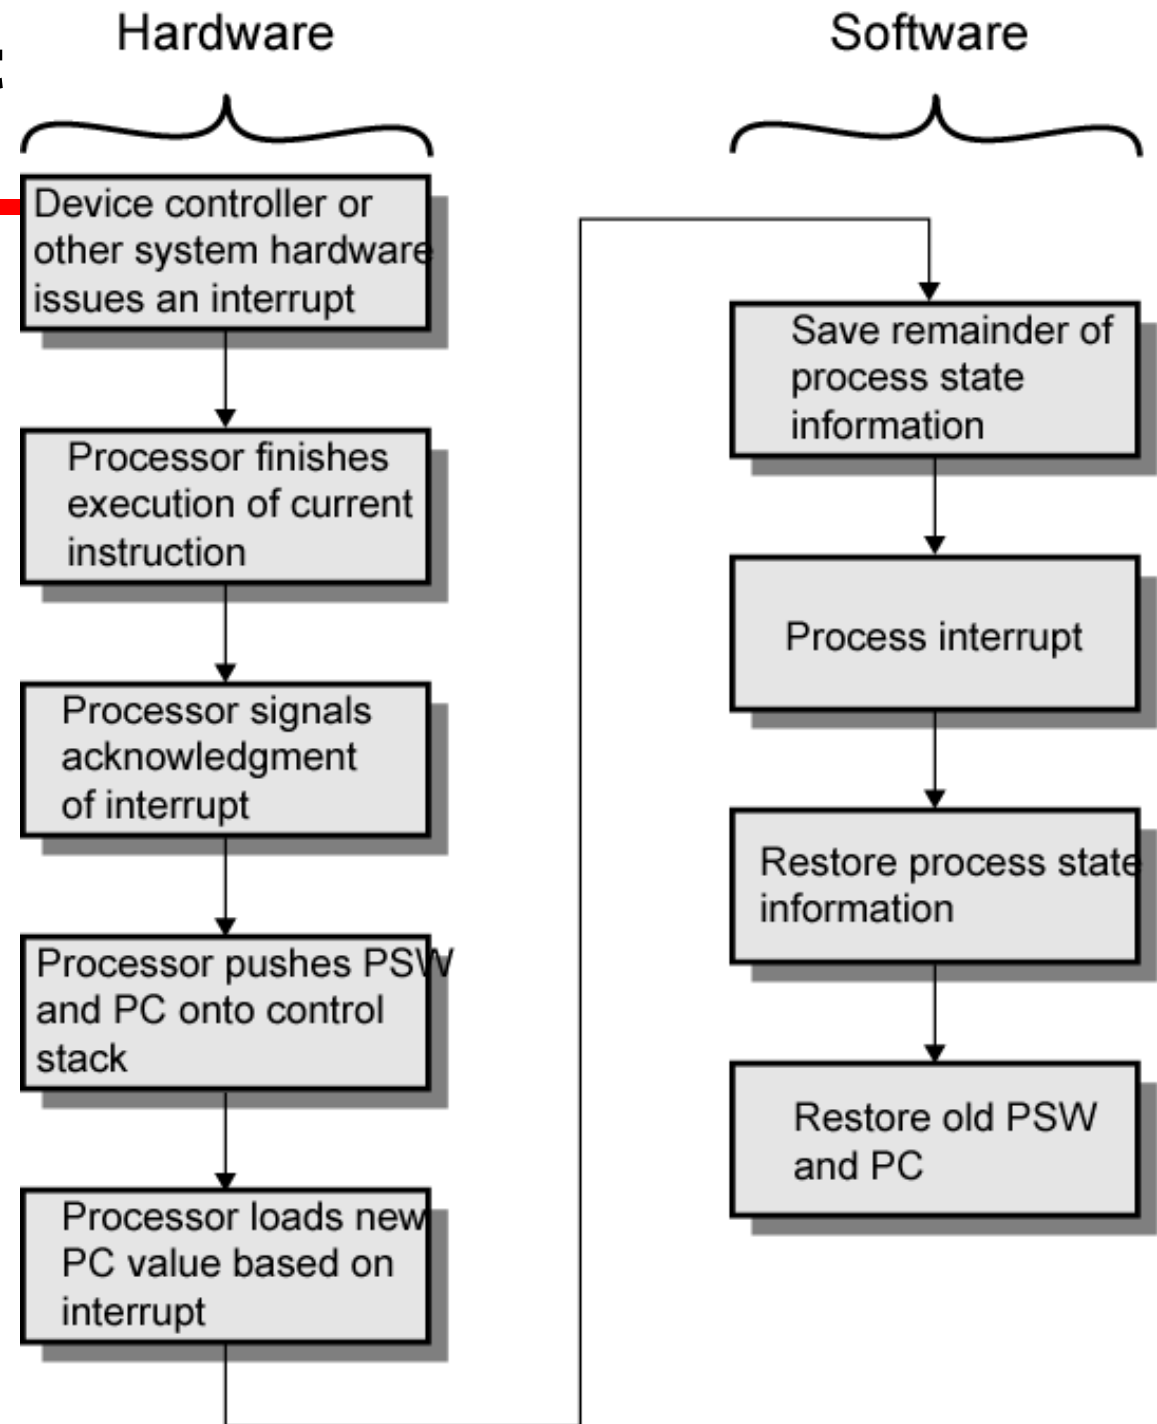 Hardware
Device controller or
other system hardware
issues an interrupt
Processor finishes
execution of current
instruction
Processor signals
acknowledgment
of interrupt
Processor pushes PSW
and PC onto control
stack
Processor loads new
PC value based on
interrupt
Software
Save remainder of
process state
information
Process interrupt
Restore process state
information
Restore old PSW
and PC